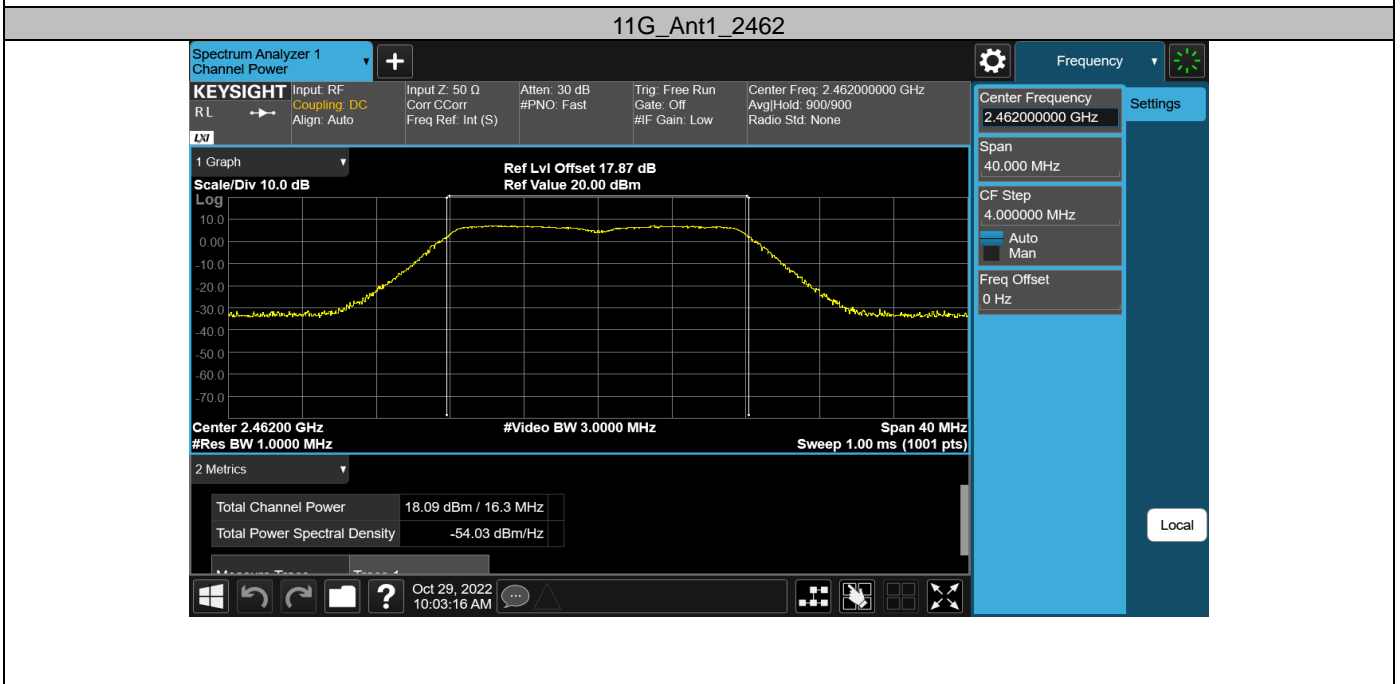 11G_Ant1_2462
Spectrum Analyzer 1
Channel Power
Frequency
KEYSIGHT
R L
LXI
Input: RF
Coupling: DC
Align: Auto
Input Z: 50 Ω
Corr CCorr
Freq Ref: Int (S)
Atten: 30 dB
#PNO: Fast
Trig: Free Run
Gate: Off
#IF Gain: Low
Center Freq: 2.462000000 GHz
Avg|Hold: 900/900
Radio Std: None
Center Frequency
2.462000000 GHz
Settings
Span
40.000 MHz
CF Step
4.000000 MHz
Auto
Man
Freq Offset
0 Hz
1 Graph
Scale/Div 10.0 dB
Ref Lvl Offset 17.87 dB
Ref Value 20.00 dBm
Log
10.0
0.00
-10.0
-20.0
-30.0
-40.0
-50.0
-60.0
-70.0
Center 2.46200 GHz
#Res BW 1.0000 MHz
#Video BW 3.0000 MHz
Span 40 MHz
Sweep 1.00 ms (1001 pts)
2 Metrics
Total Channel Power 18.09 dBm / 16.3 MHz
Total Power Spectral Density -54.03 dBm/Hz
Measure Trace Trace 1
Local
Oct 29, 2022
10:03:16 AM